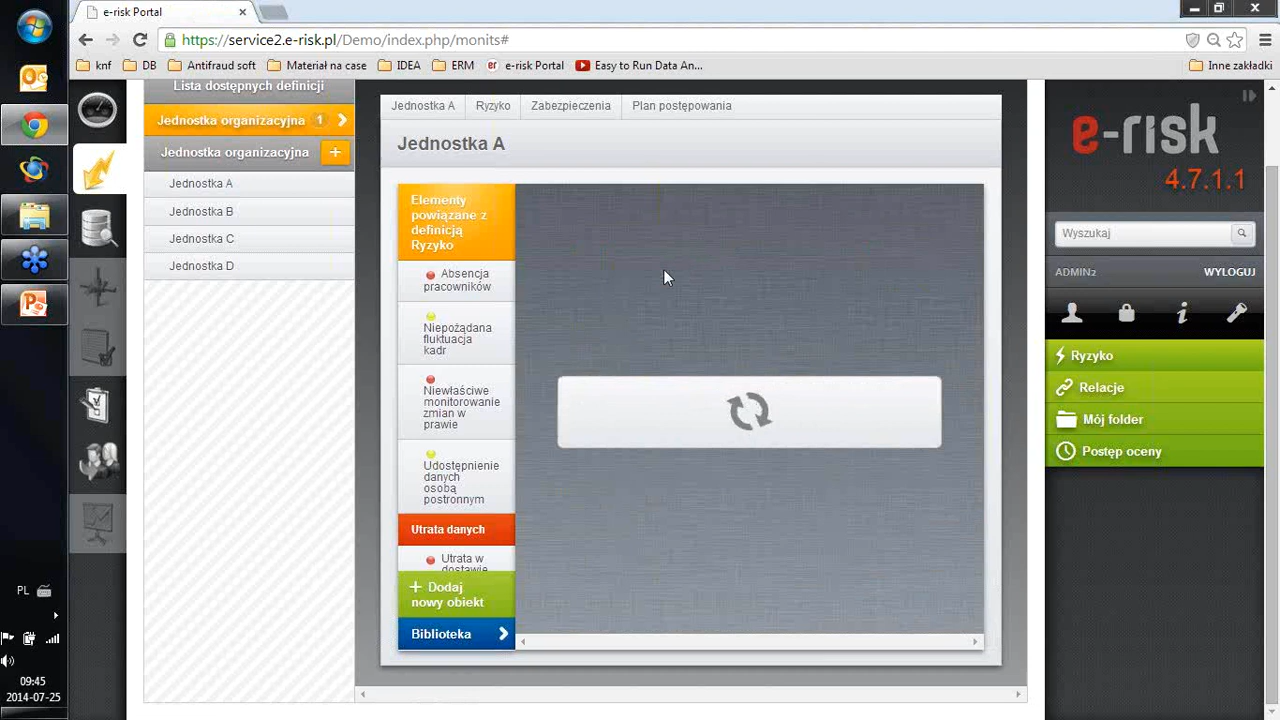 e-risk Portal
https://service2.e-risk.pl/Demo/index.php/monits#
knf
DB
Antifraud soft
Materiał na case
IDEA
ERM
e-risk Portal
Easy to Run Data An...
Inne zakładki
Lista dostępnych definicji
Jednostka organizacyjna 1
Jednostka organizacyjna +
Jednostka A
Jednostka B
Jednostka C
Jednostka D
Jednostka A
Ryzyko
Zabezpieczenia
Plan postępowania
Jednostka A
Elementy
powiązane z
definicją
Ryzyko
Absencja
pracowników
Niepożądana
fluktuacja
kadr
Niewłaściwe
monitorowanie
zmian w
prawie
Udostępnienie
danych
osobą
postronnym
Utrata danych
Utrata w
dostawie
+ Dodaj
nowy obiekt
Biblioteka
e-risk
4.7.1.1
Wyszukaj
ADMIN2
WYLOGUJ
Ryzyko
Relacje
Mój folder
Postęp oceny
PL
09:45
2014-07-25